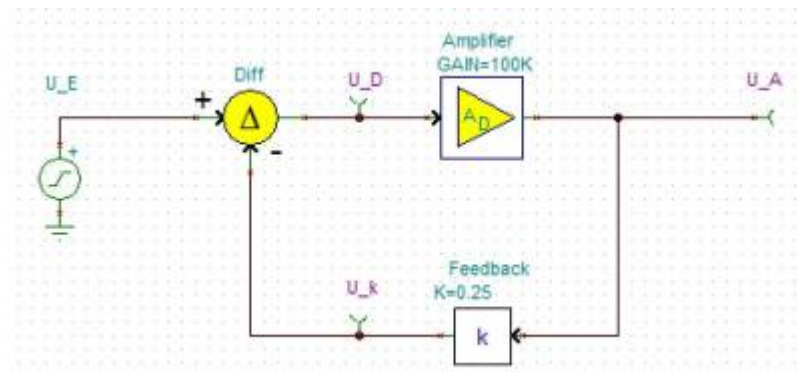 Amplifier
GAIN=100K
U_E
Diff
U_D
U_A
+
Δ
A_D
+
-
Feedback
K=0.25
U_k
k